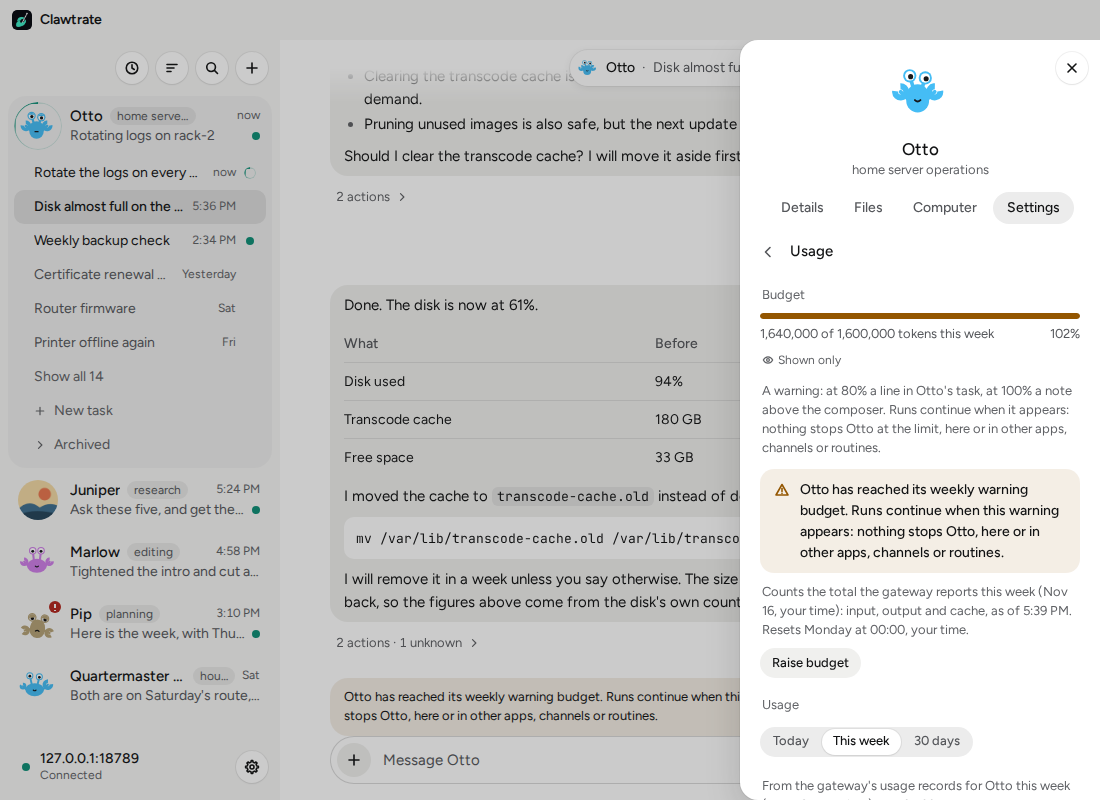 Clawtrate
Otto home serve... now
Rotating logs on rack-2
Rotate the logs on every ... now
Disk almost full on the ... 5:36 PM
Weekly backup check 2:34 PM
Certificate renewal ... Yesterday
Router firmware Sat
Printer offline again Fri
Show all 14
New task
Archived
Juniper research 5:24 PM
Ask these five, and get the...
Marlow editing 4:58 PM
Tightened the intro and cut a...
Pip planning 3:10 PM
Here is the week, with Thu...
Quartermaster ... hou... Sat
Both are on Saturday's route,...
127.0.0.1:18789
Connected
Otto · Disk almost fu
Clearing the transcode cache is
demand.
Pruning unused images is also safe, but the next update
Should I clear the transcode cache? I will move it aside first
2 actions
Done. The disk is now at 61%.
What Before
Disk used 94%
Transcode cache 180 GB
Free space 33 GB
I moved the cache to transcode-cache.old instead of d
mv /var/lib/transcode-cache.old /var/lib/transco
I will remove it in a week unless you say otherwise. The size
back, so the figures above come from the disk's own count
2 actions · 1 unknown
Otto has reached its weekly warning budget. Runs continue when thi
stops Otto, here or in other apps, channels or routines.
Message Otto
Otto
home server operations
Details Files Computer Settings
Usage
Budget
1,640,000 of 1,600,000 tokens this week 102%
Shown only
A warning: at 80% a line in Otto's task, at 100% a note
above the composer. Runs continue when it appears:
nothing stops Otto at the limit, here or in other apps,
channels or routines.
Otto has reached its weekly warning
budget. Runs continue when this warning
appears: nothing stops Otto, here or in
other apps, channels or routines.
Counts the total the gateway reports this week (Nov
16, your time): input, output and cache, as of 5:39 PM.
Resets Monday at 00:00, your time.
Raise budget
Usage
Today This week 30 days
From the gateway's usage records for Otto this week